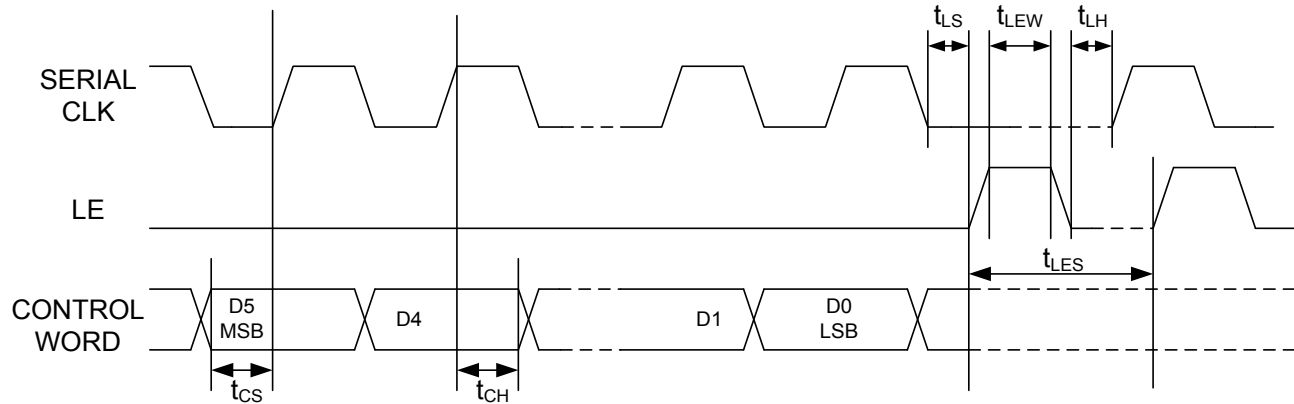 tLS
tLEW
tLH
SERIAL
CLK
LE
tLES
CONTROL
WORD
D5
MSB
D4
D1
D0
LSB
tCS
tCH